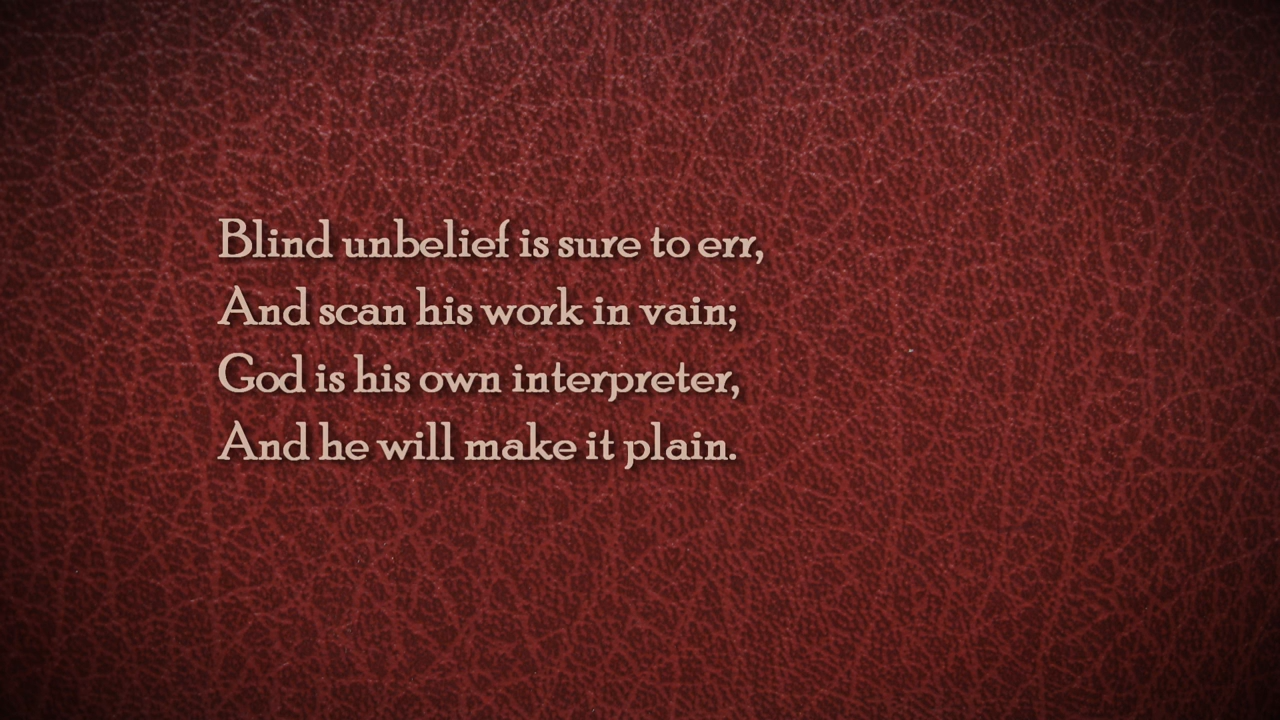 Blind unbelief is sure to err,
And scan his work in vain;
God is his own interpreter,
And he will make it plain.